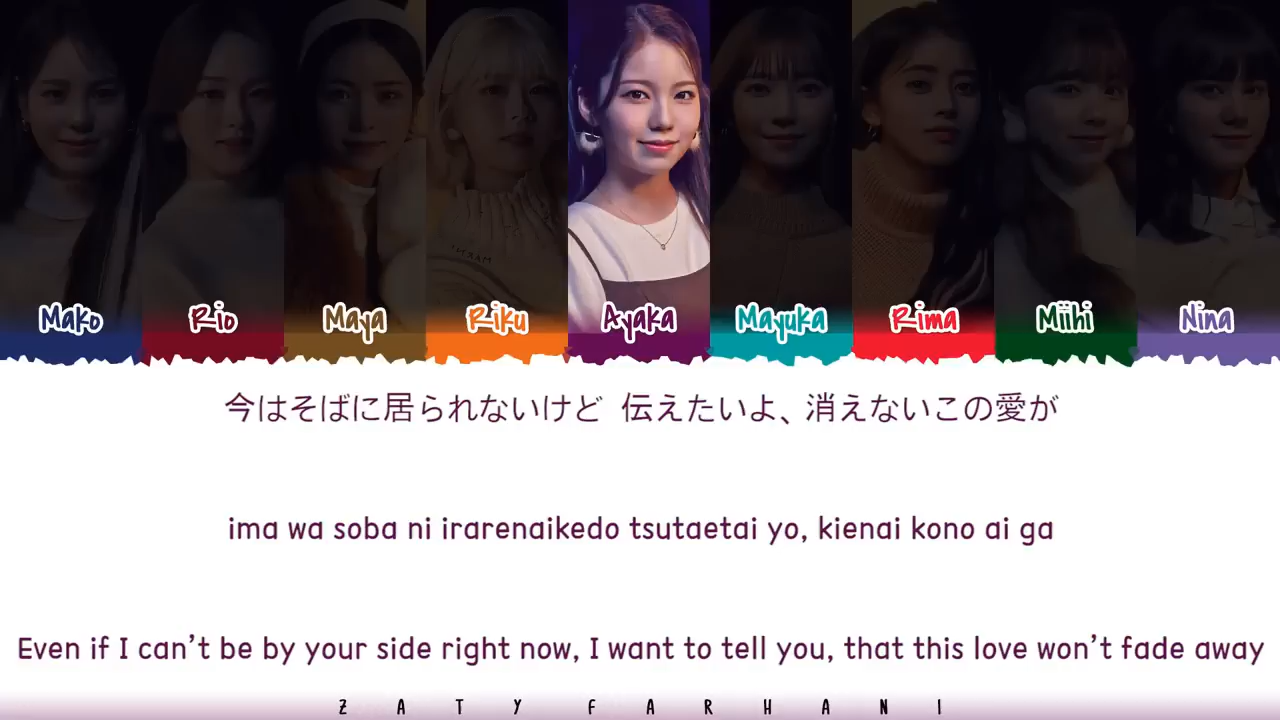 Mako Rio Maya Riku Ayaka Mayuka Rima Miihi Nina
今はそばに居られないけど 伝えたいよ、消えないこの愛が
ima wa soba ni irarenaikedo tsutaetai yo, kienai kono ai ga
Even if I can't be by your side right now, I want to tell you, that this love won't fade away
ZATY FARHANI